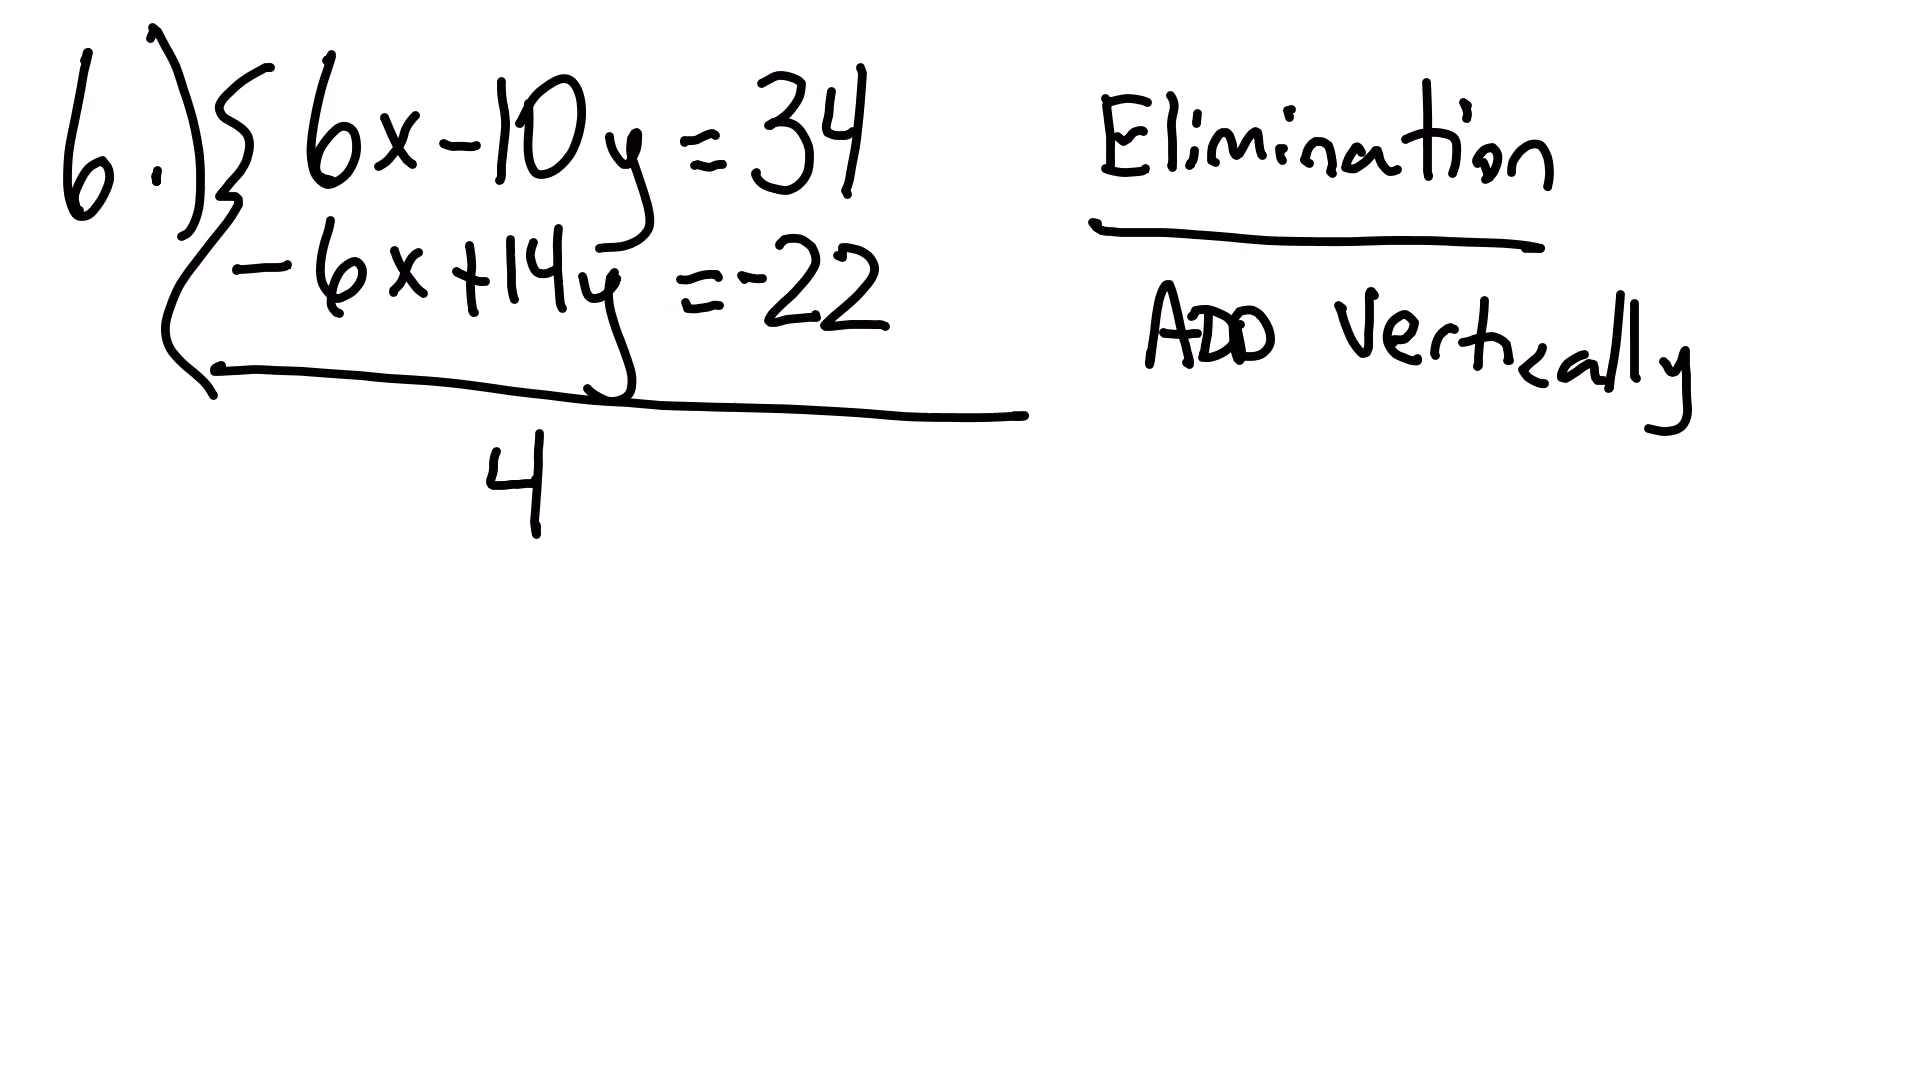 6.) { 6x-10y=34
-6x+14y=-22
4
Elimination
ADD Vertically